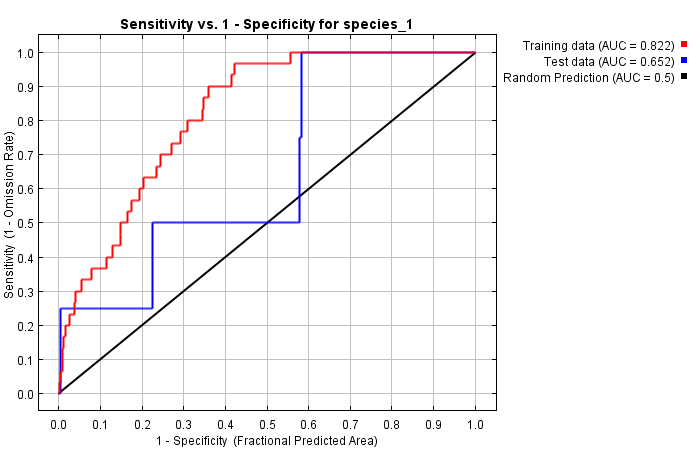 Sensitivity vs. 1 - Specificity for species_1
Training data (AUC = 0.822)
Test data (AUC = 0.652)
Random Prediction (AUC = 0.5)
Sensitivity (1 - Omission Rate)
1.0
0.9
0.8
0.7
0.6
0.5
0.4
0.3
0.2
0.1
0.0
0.0 0.1 0.2 0.3 0.4 0.5 0.6 0.7 0.8 0.9 1.0
1 - Specificity (Fractional Predicted Area)